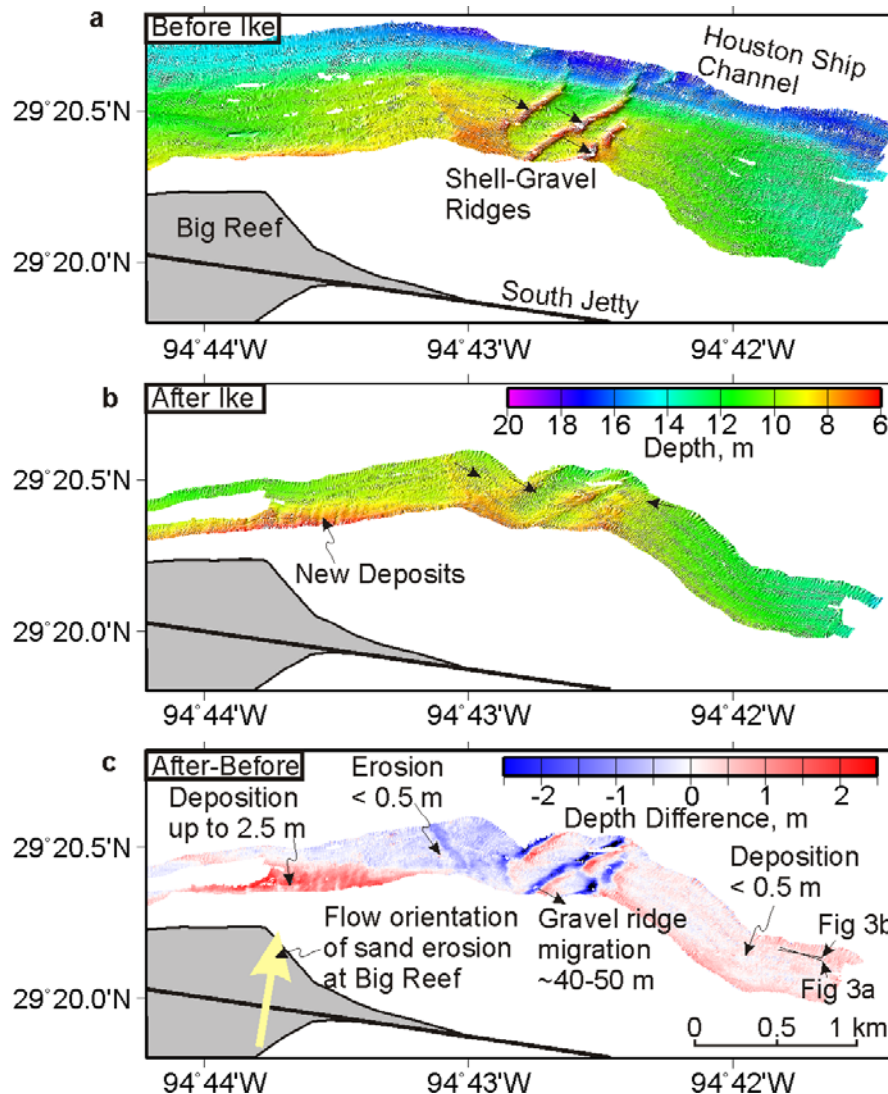 a
Before Ike
Houston Ship
Channel
29°20.5'N
Shell-Gravel
Ridges
Big Reef
29°20.0'N
South Jetty
94°44'W 94°43'W 94°42'W
b
After Ike
20 18 16 14 12 10 8 6
Depth, m
29°20.5'N
New Deposits
29°20.0'N
94°44'W 94°43'W 94°42'W
c
After-Before
Erosion
< 0.5 m
-2 -1 0 1 2
Depth Difference, m
Deposition
up to 2.5 m
29°20.5'N
Deposition
< 0.5 m
Flow orientation
of sand erosion
at Big Reef
Gravel ridge
migration
~40-50 m
Fig 3b
Fig 3a
29°20.0'N
0 0.5 1 km
94°44'W 94°43'W 94°42'W